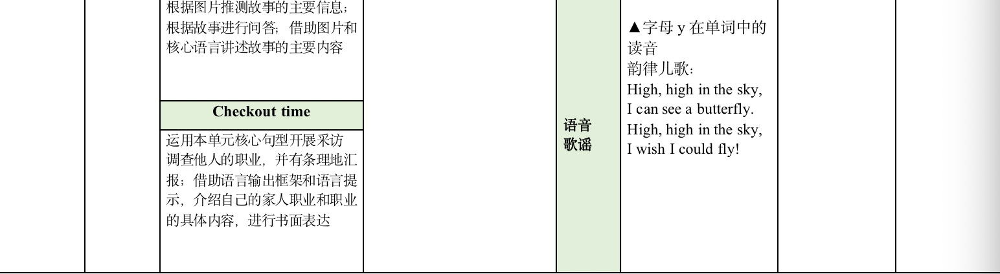 根据图片推测故事的主要信息；
根据故事进行问答；借助图片和
核心语言讲述故事的主要内容
Checkout time
运用本单元核心句型开展采访
调查他人的职业，并有条理地汇
报；借助语言输出框架和语言提
示，介绍自己的家人职业和职业
的具体内容，进行书面表达
语音
歌谣
▲字母 y 在单词中的
读音
韵律儿歌：
High, high in the sky,
I can see a butterfly.
High, high in the sky,
I wish I could fly!